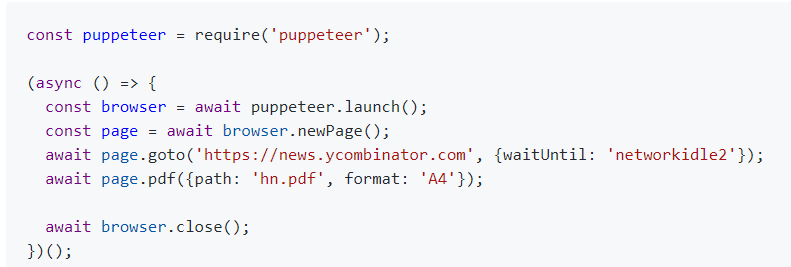 const puppeteer = require('puppeteer');

(async () => {
  const browser = await puppeteer.launch();
  const page = await browser.newPage();
  await page.goto('https://news.ycombinator.com', {waitUntil: 'networkidle2'});
  await page.pdf({path: 'hn.pdf', format: 'A4'});

  await browser.close();
})();